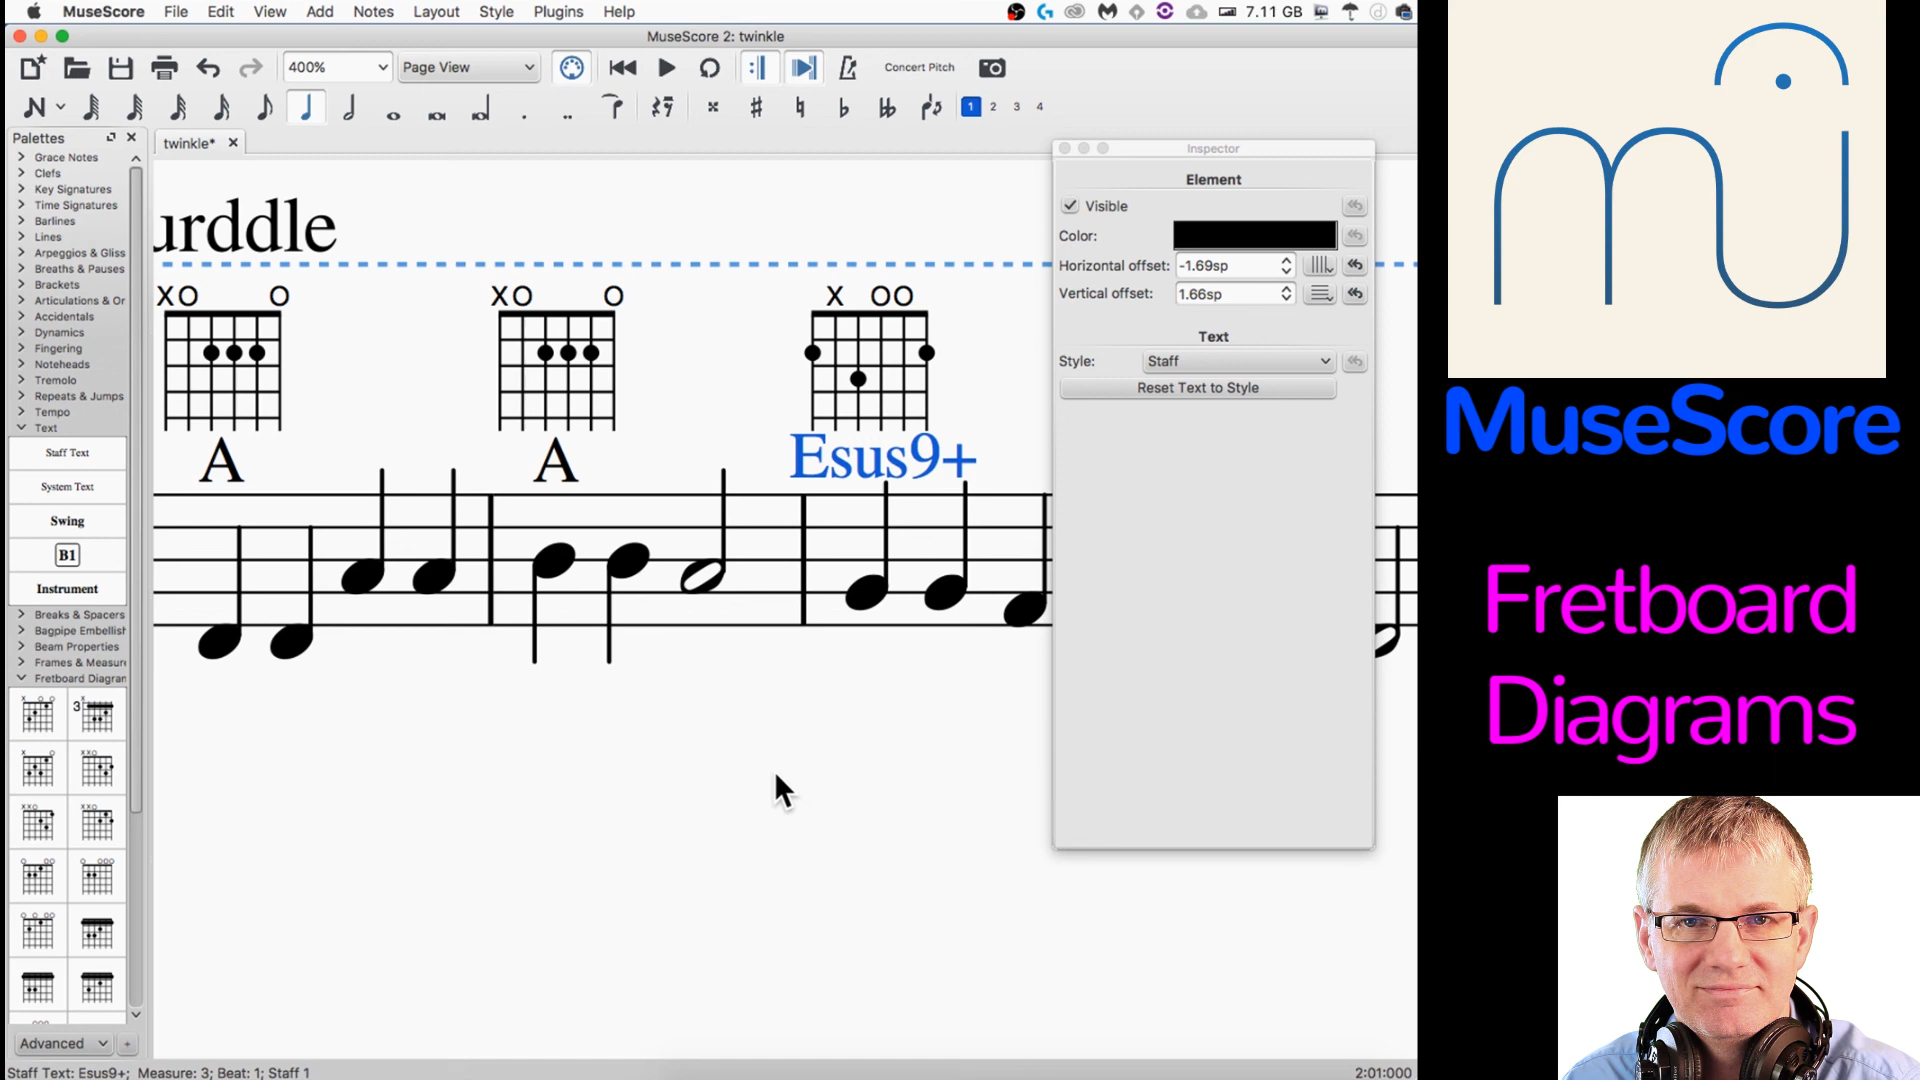 MuseScore File Edit View Add Notes Layout Style Plugins Help 7.11 GB
MuseScore 2: twinkle
400% Page View Concert Pitch
1 2 3 4
Palettes
Grace Notes
Clefs
Key Signatures
Time Signatures
Barlines
Lines
Arpeggios & Gliss
Breaths & Pauses
Brackets
Articulations & Or
Accidentals
Dynamics
Fingering
Noteheads
Tremolo
Repeats & Jumps
Tempo
Text
Staff Text
System Text
Swing
B1
Instrument
Breaks & Spacers
Bagpipe Embellish
Beam Properties
Frames & Measure
Fretboard Diagran
3
Advanced
twinkle*
urddle
XO O
XO O
X OO
A
A
Esus9+
Inspector
Element
Visible
Color:
Horizontal offset: -1.69sp
Vertical offset: 1.66sp
Text
Style: Staff
Reset Text to Style
Staff Text: Esus9+; Measure: 3; Beat: 1; Staff 1
2:01:000
MuseScore
Fretboard
Diagrams